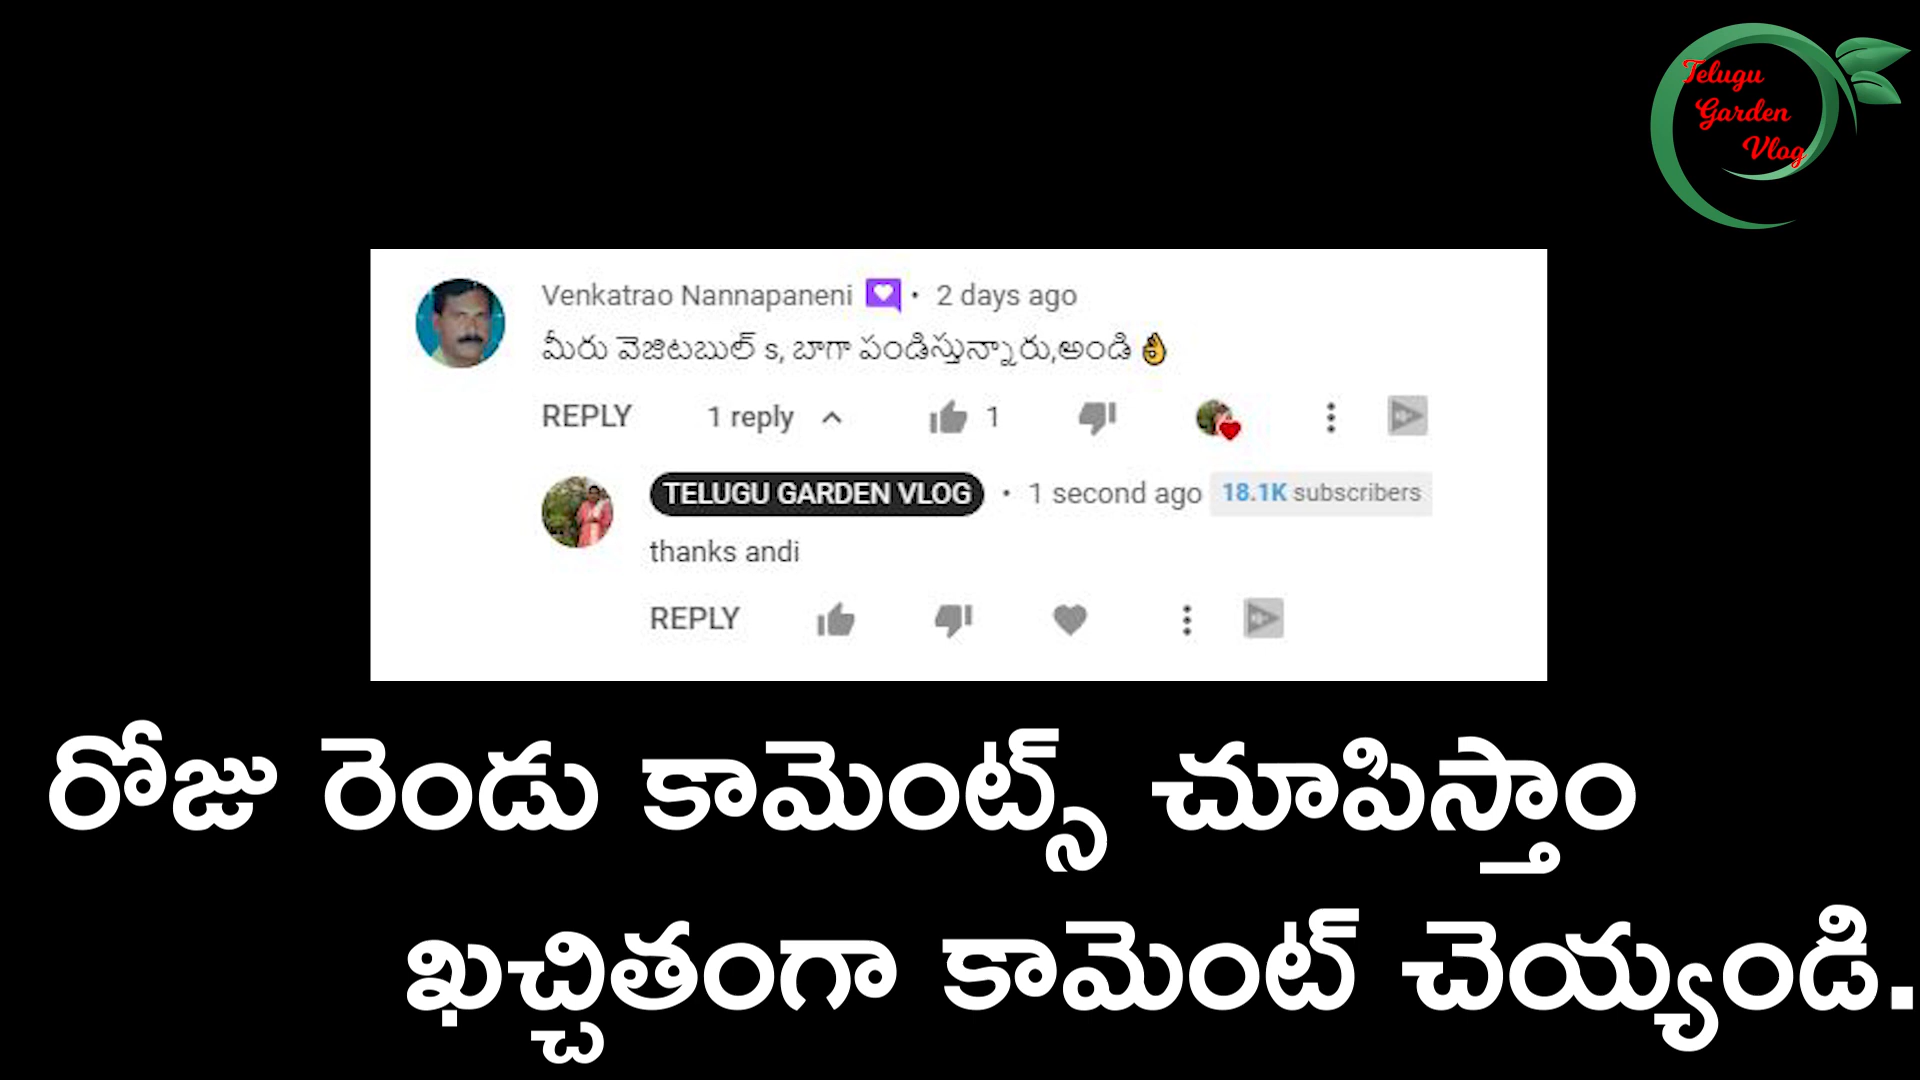 Telugu
Garden
Vlog
Venkatrao Nannapaneni • 2 days ago
మీరు వెజిటబుల్ s, బాగా పండిస్తున్నారు,అండి 👌
REPLY 1 reply 1
TELUGU GARDEN VLOG • 1 second ago 18.1K subscribers
thanks andi
REPLY
రోజు రెండు కామెంట్స్ చూపిస్తాం
ఖచ్చితంగా కామెంట్ చెయ్యండి.